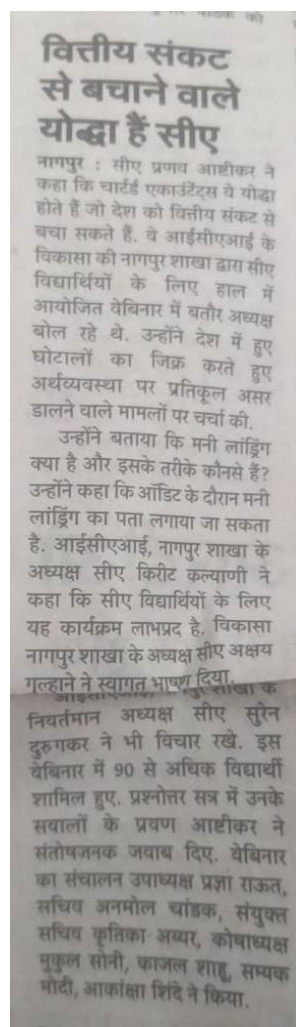 वित्तीय संकट
से बचाने वाले
योद्धा हैं सीए
नागपुर : सीए प्रणव आष्टीकर ने
कहा कि चार्टर्ड एकाउंटेंट्स ये योद्धा
होते हैं जो देश को वित्तीय संकट से
बचा सकते हैं. वे आईसीएआई के
विकासा की नागपुर शाखा द्वारा सीए
विद्यार्थियों के लिए हाल में
आयोजित वेबिनार में बतौर अध्यक्ष
बोल रहे थे. उन्होंने देश में हुए
घोटालों का जिक्र करते हुए
अर्थव्यवस्था पर प्रतिकूल असर
डालने वाले मामलों पर चर्चा की.
उन्होंने बताया कि मनी लांड्रिंग
क्या है और इसके तरीके कौनसे हैं?
उन्होंने कहा कि ऑडिट के दौरान मनी
लांड्रिंग का पता लगाया जा सकता
है. आईसीएआई, नागपुर शाखा के
अध्यक्ष सीए किरीट कल्याणी ने
कहा कि सीए विद्यार्थियों के लिए
यह कार्यक्रम लाभप्रद है. विकासा
नागपुर शाखा के अध्यक्ष सीए अक्षय
गुल्हाने ने स्वागत भाषण दिया.
आईसीएआई, नागपुर शाखा के
निवर्तमान अध्यक्ष सीए सुरेन
दुरुगकर ने भी विचार रखे. इस
वेबिनार में 90 से अधिक विद्यार्थी
शामिल हुए. प्रश्नोत्तर सत्र में उनके
सवालों के प्रवण आष्टीकर ने
संतोषजनक जवाब दिए. वेबिनार
का संचालन उपाध्यक्ष प्रज्ञा राऊत,
सचिव अनमोल चांडक, संयुक्त
सचिव कृतिका अय्यर, कोषाध्यक्ष
मुकुल सोनी, काजल शाहू, सम्यक
मोदी, आकांक्षा शिंदे ने किया.